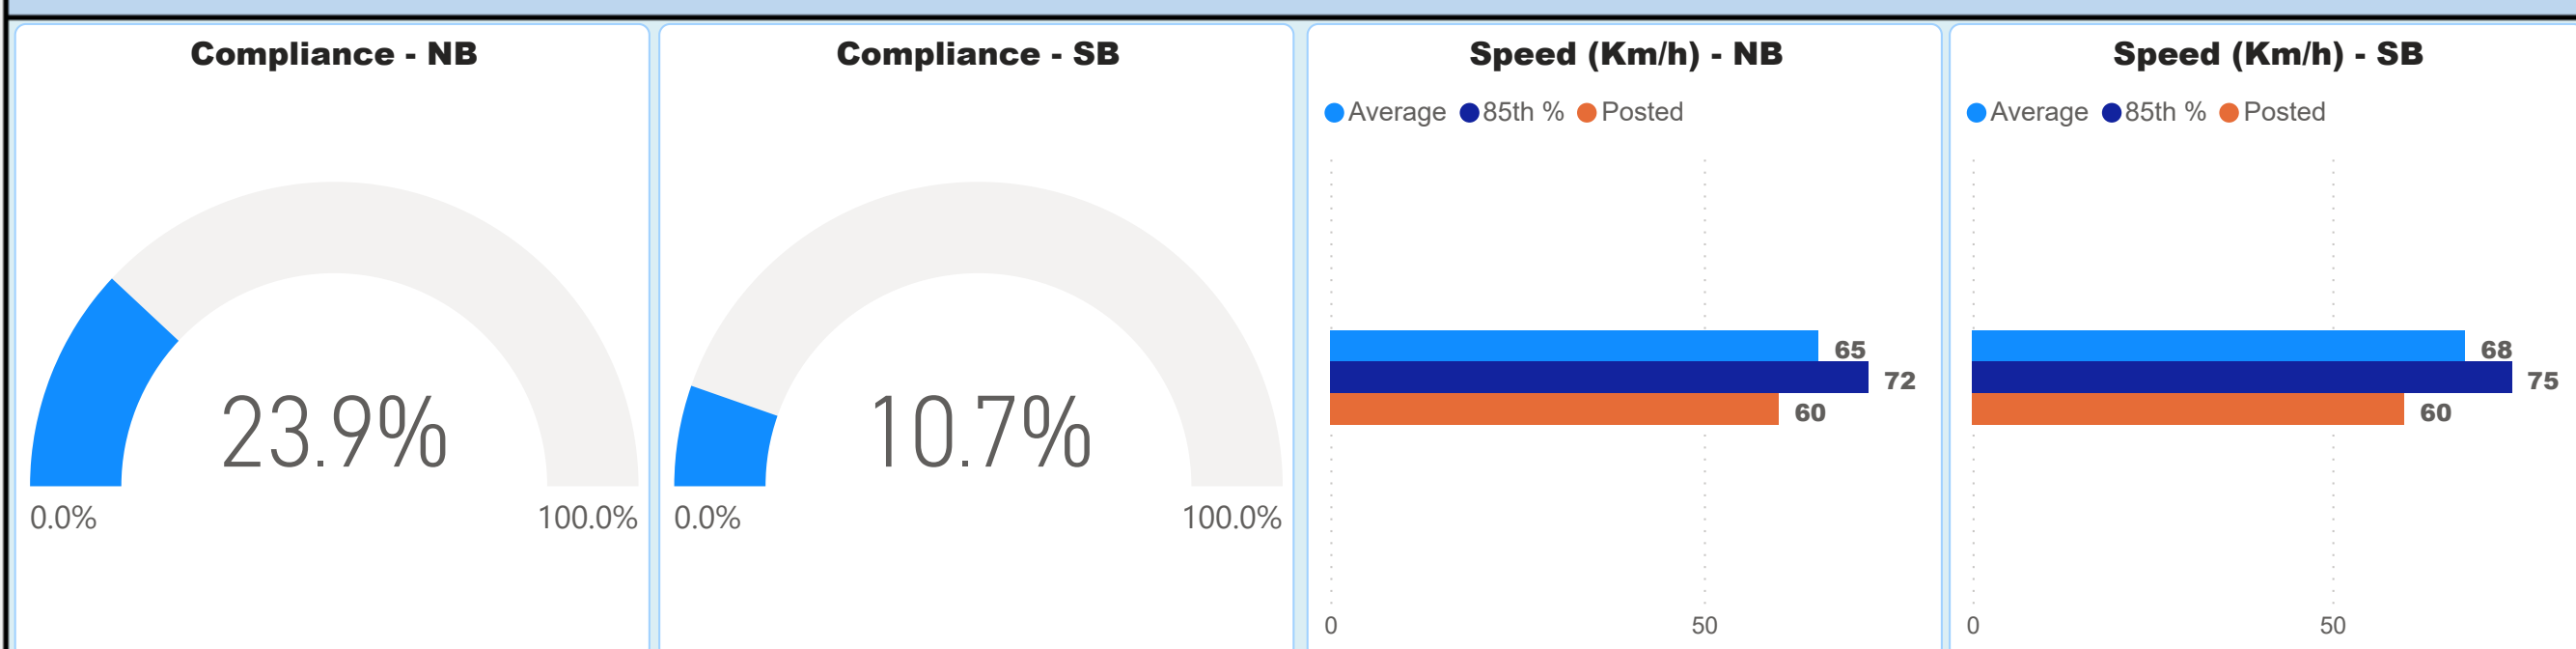 Compliance - NB
23.9%
0.0%
100.0%
Compliance - SB
10.7%
0.0%
100.0%
Speed (Km/h) - NB
Average 85th % Posted
65
72
60
0
50
Speed (Km/h) - SB
Average 85th % Posted
68
75
60
0
50